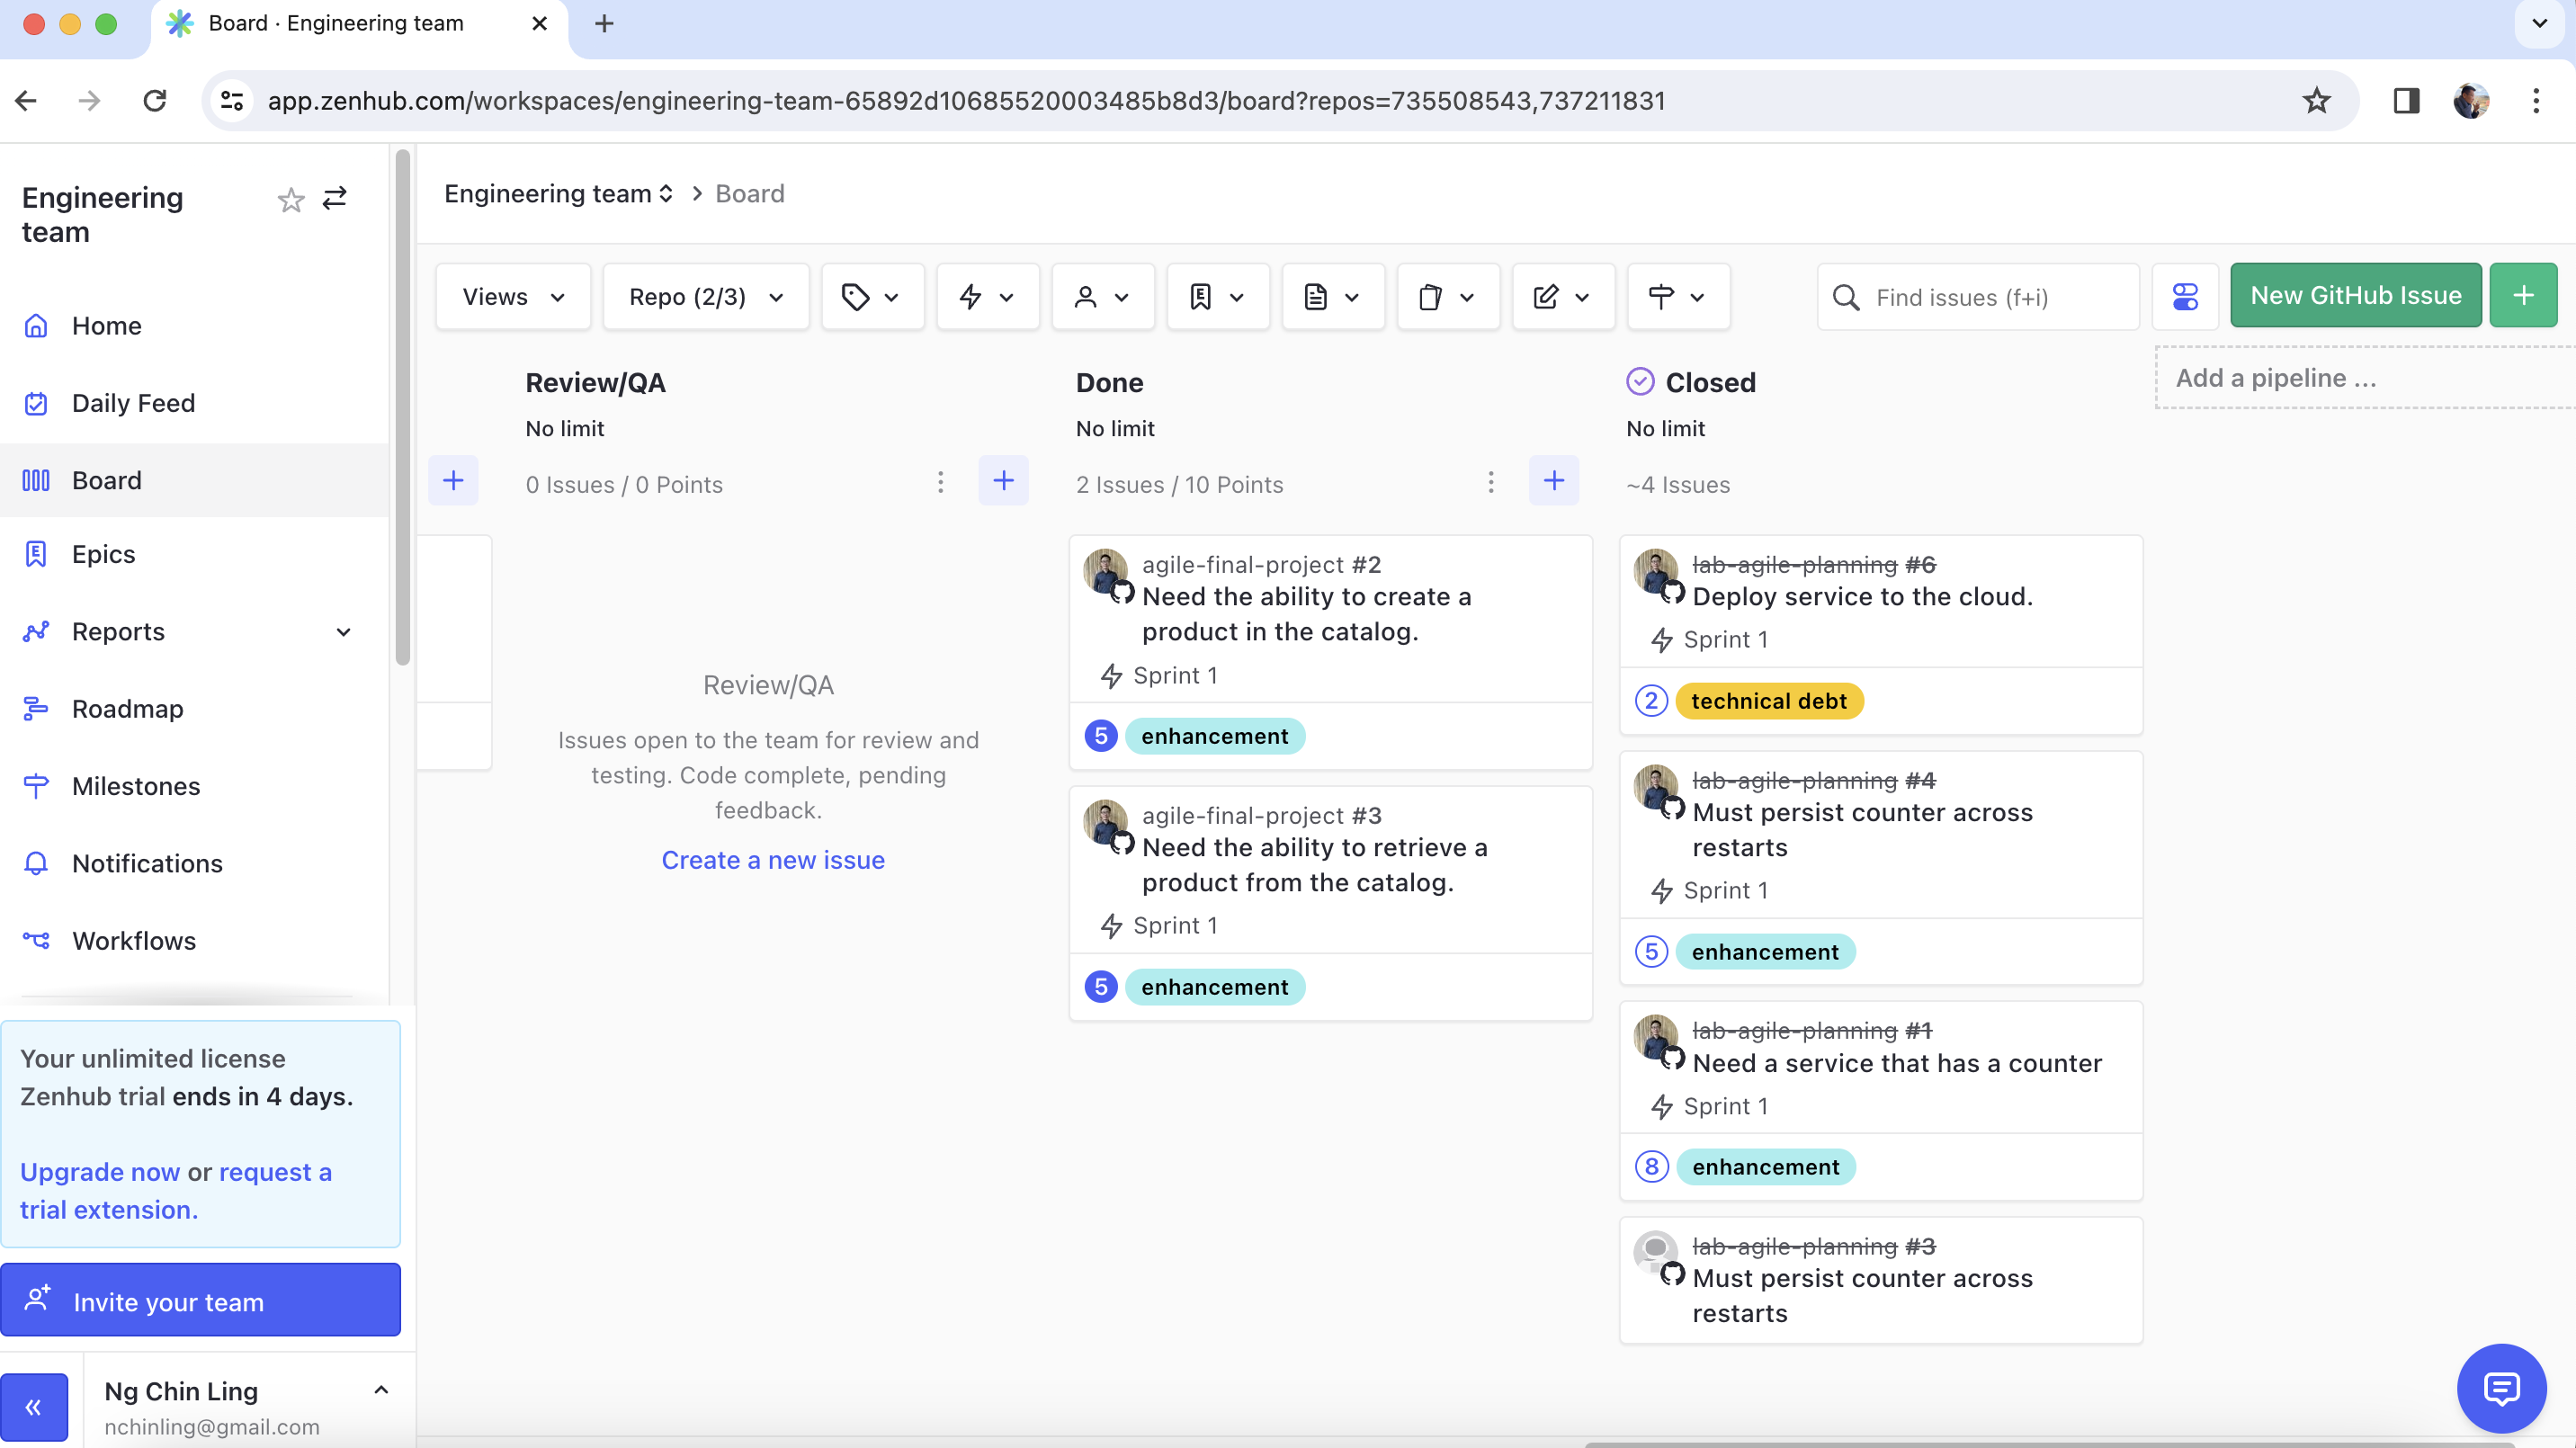 Board · Engineering team
app.zenhub.com/workspaces/engineering-team-65892d10685520003485b8d3/board?repos=735508543,737211831
Engineering
team
Home
Daily Feed
Board
Epics
Reports
Roadmap
Milestones
Notifications
Workflows
Your unlimited license
Zenhub trial ends in 4 days.
Upgrade now or request a
trial extension.
Invite your team
Ng Chin Ling
nchinling@gmail.com
Engineering team > Board
Views
Repo (2/3)
Find issues (f+i)
New GitHub Issue
Review/QA
No limit
0 Issues / 0 Points
Review/QA
Issues open to the team for review and
testing. Code complete, pending
feedback.
Create a new issue
Done
No limit
2 Issues / 10 Points
agile-final-project #2
Need the ability to create a
product in the catalog.
Sprint 1
5 enhancement
agile-final-project #3
Need the ability to retrieve a
product from the catalog.
Sprint 1
5 enhancement
Closed
No limit
~4 Issues
lab-agile-planning #6
Deploy service to the cloud.
Sprint 1
2 technical debt
lab-agile-planning #4
Must persist counter across
restarts
Sprint 1
5 enhancement
lab-agile-planning #1
Need a service that has a counter
Sprint 1
8 enhancement
lab-agile-planning #3
Must persist counter across
restarts
Add a pipeline ...